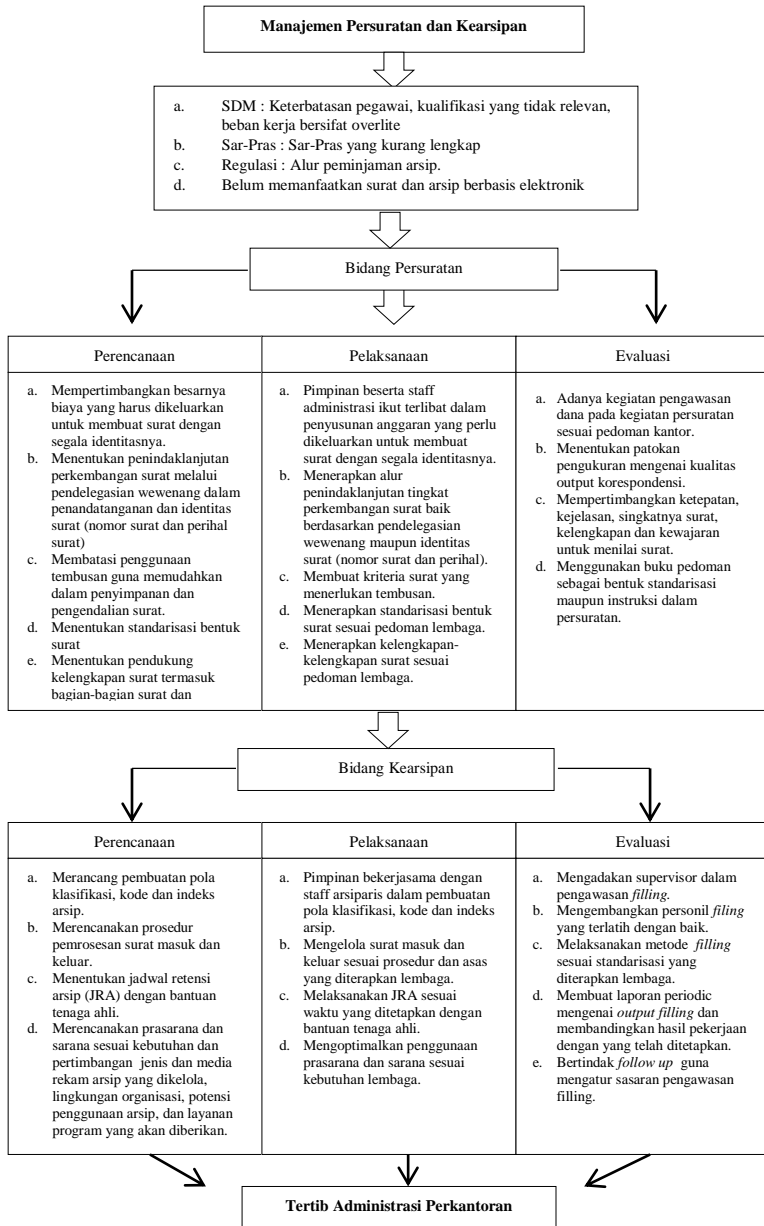 Manajemen Persuratan dan Kearsipan
a. SDM : Keterbatasan pegawai, kualifikasi yang tidak relevan,
beban kerja bersifat overlite
b. Sar-Pras : Sar-Pras yang kurang lengkap
c. Regulasi : Alur peminjaman arsip.
d. Belum memanfaatkan surat dan arsip berbasis elektronik
Bidang Persuratan
Perencanaan
a. Mempertimbangkan besarnya
biaya yang harus dikeluarkan
untuk membuat surat dengan
segala identitasnya.
b. Menentukan penindaklanjutan
perkembangan surat melalui
pendelegasian wewenang dalam
penandatanganan dan identitas
surat (nomor surat dan perihal
surat)
c. Membatasi penggunaan
tembusan guna memudahkan
dalam penyimpanan dan
pengendalian surat.
d. Menentukan standarisasi bentuk
surat
e. Menentukan pendukung
kelengkapan surat termasuk
bagian-bagian surat dan
Pelaksanaan
a. Pimpinan beserta staff
administrasi ikut terlibat dalam
penyusunan anggaran yang perlu
dikeluarkan untuk membuat
surat dengan segala identitasnya.
b. Menerapkan alur
penindaklanjutan tingkat
perkembangan surat baik
berdasarkan pendelegasian
wewenang maupun identitas
surat (nomor surat dan perihal).
c. Membuat kriteria surat yang
menerlukan tembusan.
d. Menerapkan standarisasi bentuk
surat sesuai pedoman lembaga.
e. Menerapkan kelengkapan-
kelengkapan surat sesuai
pedoman lembaga.
Evaluasi
a. Adanya kegiatan pengawasan
dana pada kegiatan persuratan
sesuai pedoman kantor.
b. Menentukan patokan
pengukuran mengenai kualitas
output korespondensi.
c. Mempertimbangkan ketepatan,
kejelasan, singkatnya surat,
kelengkapan dan kewajaran
untuk menilai surat.
d. Menggunakan buku pedoman
sebagai bentuk standarisasi
maupun instruksi dalam
persuratan.
Bidang Kearsipan
Perencanaan
a. Merancang pembuatan pola
klasifikasi, kode dan indeks
arsip.
b. Merencanakan prosedur
pemrosesan surat masuk dan
keluar.
c. Menentukan jadwal retensi
arsip (JRA) dengan bantuan
tenaga ahli.
d. Merencanakan prasarana dan
sarana sesuai kebutuhan dan
pertimbangan jenis dan media
rekam arsip yang dikelola,
lingkungan organisasi, potensi
penggunaan arsip, dan layanan
program yang akan diberikan.
Pelaksanaan
a. Pimpinan bekerjasama dengan
staff arsiparis dalam pembuatan
pola klasifikasi, kode dan indeks
arsip.
b. Mengelola surat masuk dan
keluar sesuai prosedur dan asas
yang diterapkan lembaga.
c. Melaksanakan JRA sesuai
waktu yang ditetapkan dengan
bantuan tenaga ahli.
d. Mengoptimalkan penggunaan
prasarana dan sarana sesuai
kebutuhan lembaga.
Evaluasi
a. Mengadakan supervisor dalam
pengawasan filling.
b. Mengembangkan personil filing
yang terlatih dengan baik.
c. Melaksanakan metode filling
sesuai standarisasi yang
diterapkan lembaga.
d. Membuat laporan periodic
mengenai output filling dan
membandingkan hasil pekerjaan
dengan yang telah ditetapkan.
e. Bertindak follow up guna
mengatur sasaran pengawasan
filling.
Tertib Administrasi Perkantoran